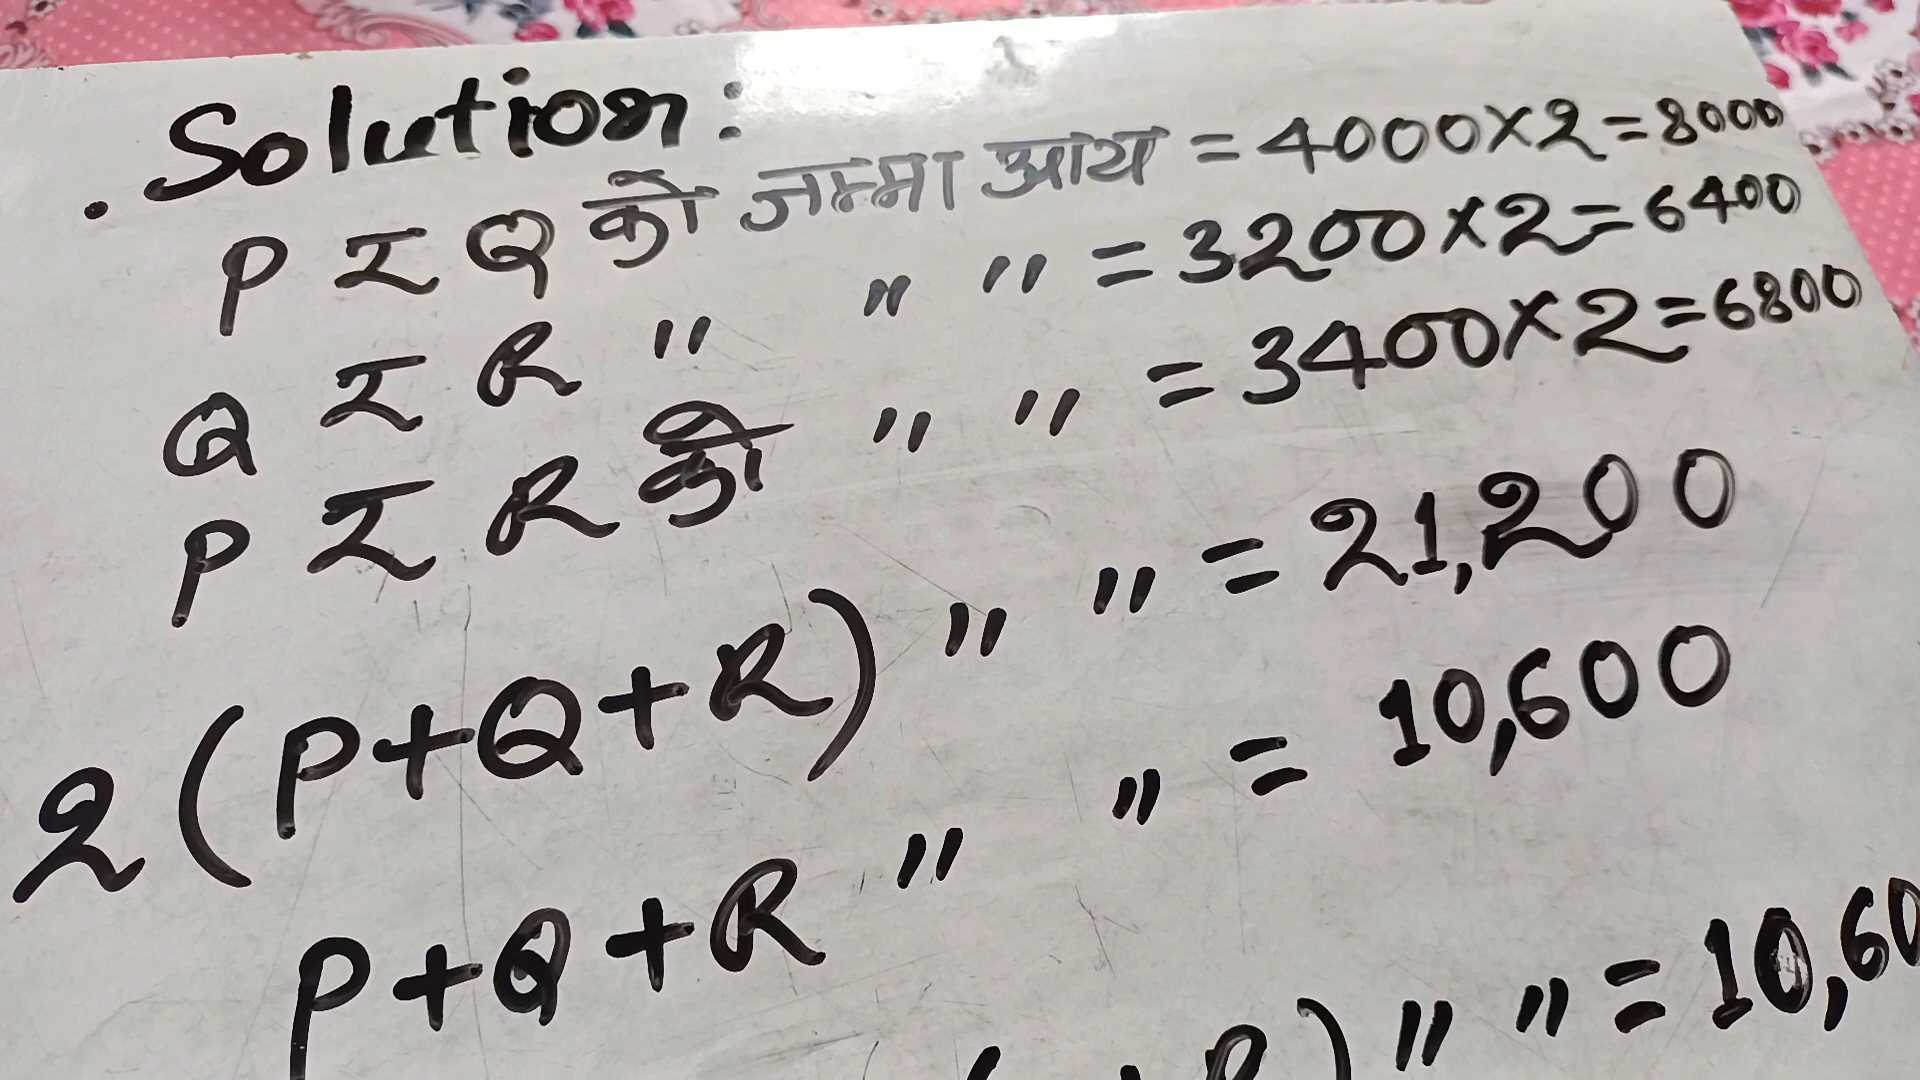 . Solution:
P र Q को जम्मा आय = 4000×2=8000
Q र R " " " = 3200×2=6400
P र R को " " = 3400×2=6800
2(P+Q+R) " " = 21,200
P+Q+R " " = 10,600
R) " " = 10,60